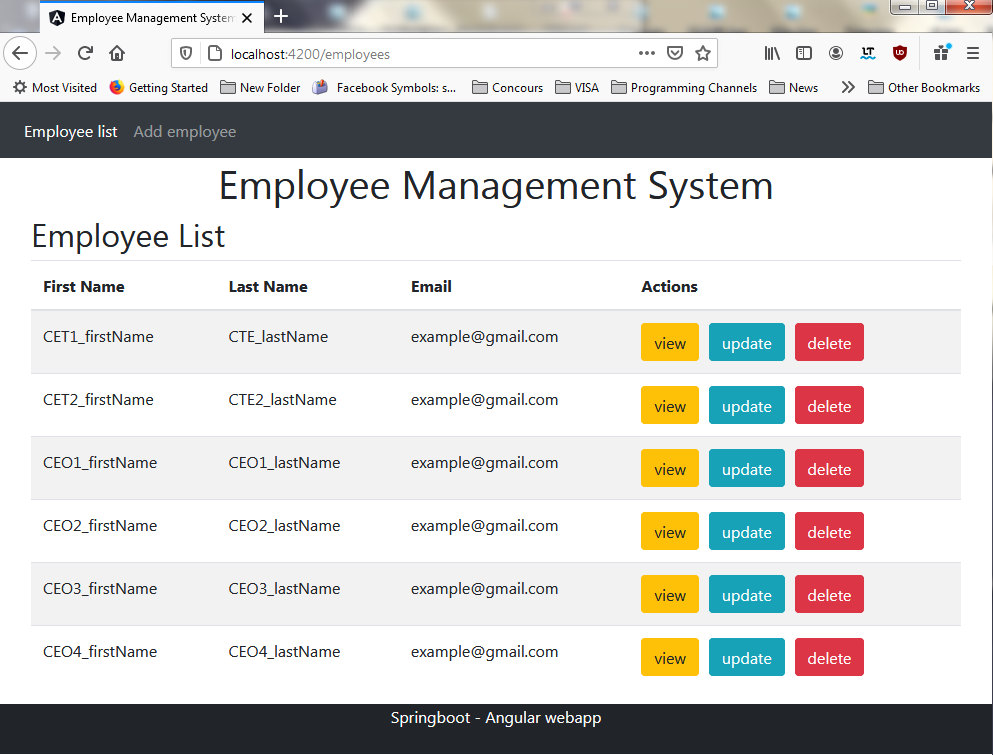 Employee Management System
localhost:4200/employees
Most Visited Getting Started New Folder Facebook Symbols: s... Concours VISA Programming Channels News Other Bookmarks
Employee list Add employee
Employee Management System
Employee List
First Name Last Name Email Actions
CET1_firstName CTE_lastName example@gmail.com view update delete
CET2_firstName CTE2_lastName example@gmail.com view update delete
CEO1_firstName CEO1_lastName example@gmail.com view update delete
CEO2_firstName CEO2_lastName example@gmail.com view update delete
CEO3_firstName CEO3_lastName example@gmail.com view update delete
CEO4_firstName CEO4_lastName example@gmail.com view update delete
Springboot - Angular webapp